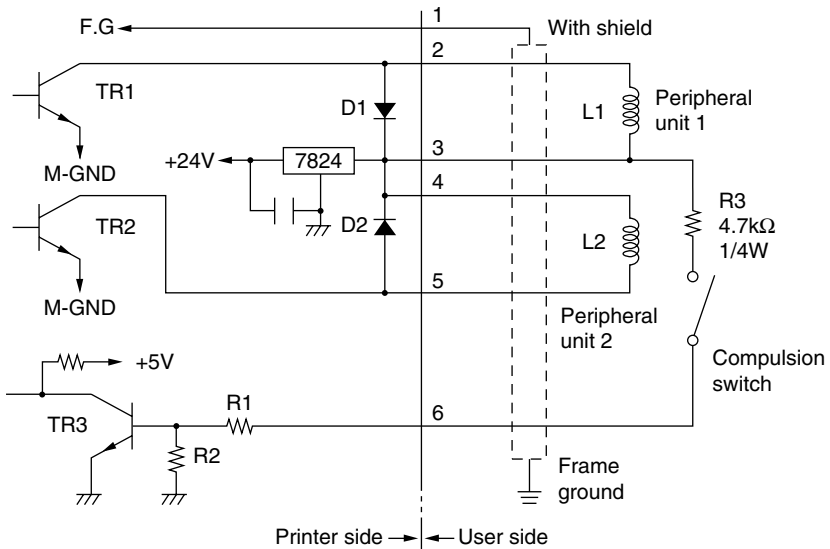 F.G
1
With shield
2
TR1
D1
L1
Peripheral
unit 1
M-GND
+24V
7824
3
4
TR2
D2
L2
R3
4.7kΩ
1/4W
M-GND
5
Peripheral
unit 2
+5V
Compulsion
switch
TR3
R1
6
R2
Frame
ground
Printer side
User side